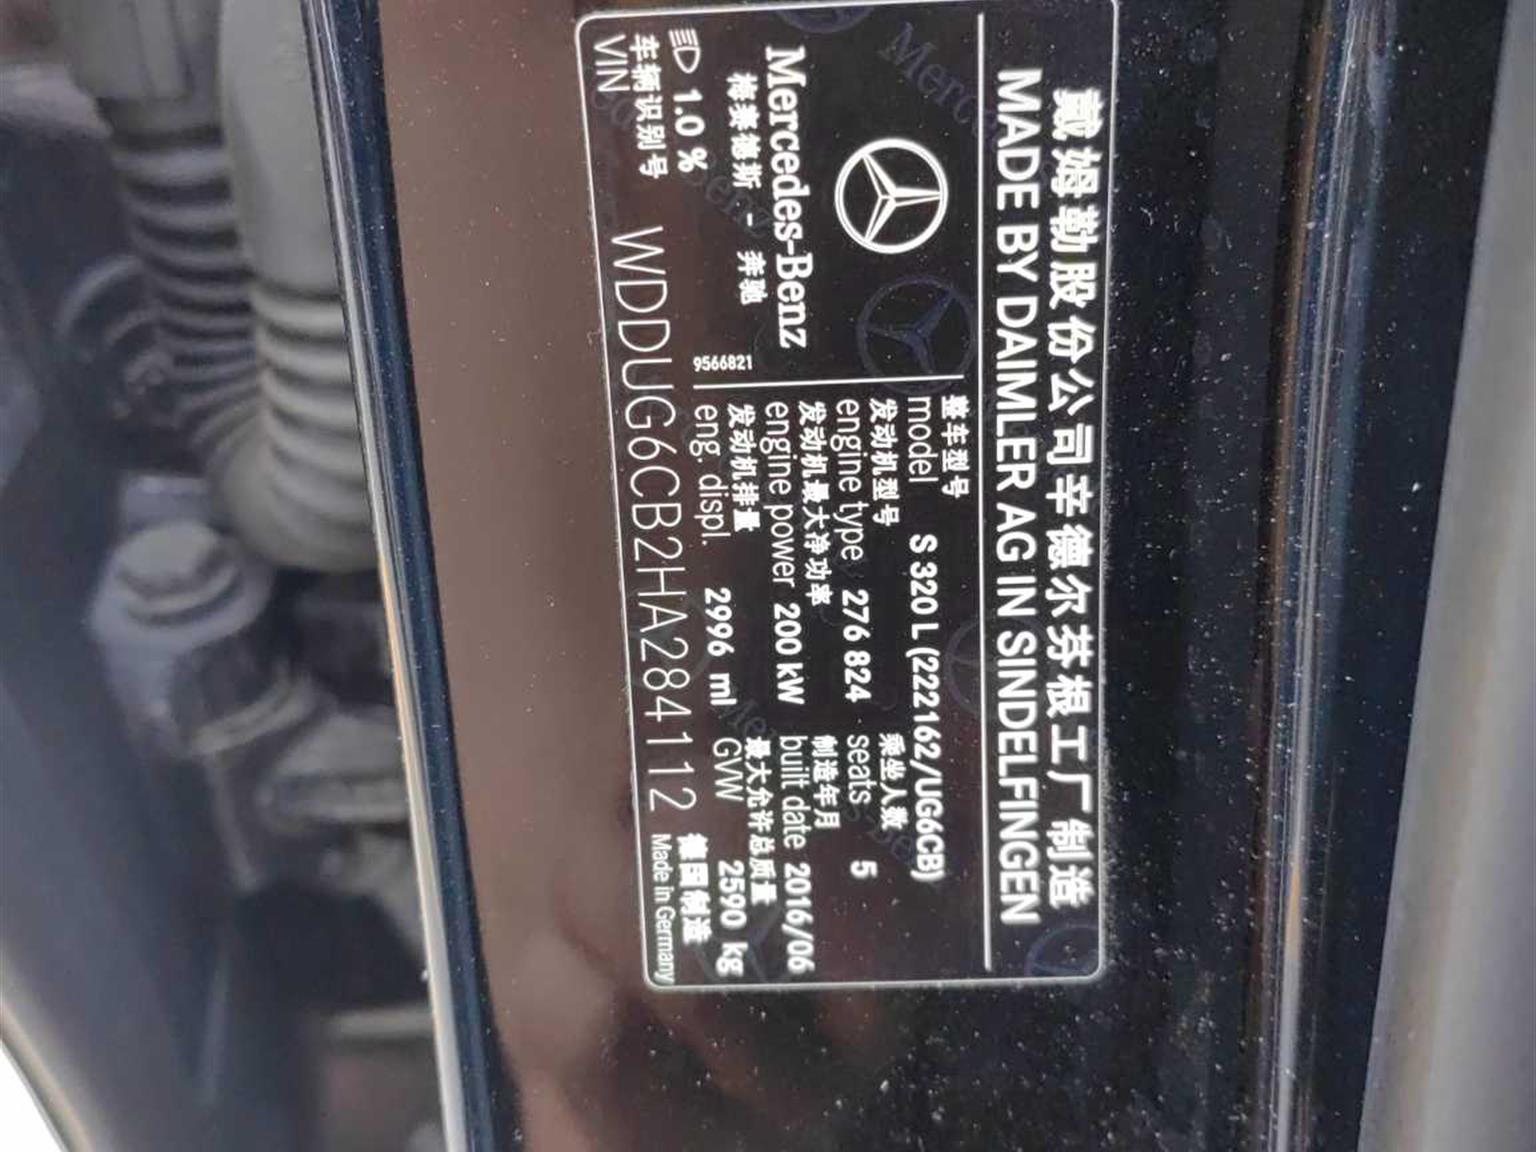 戴姆勒股份公司辛德尔芬根工厂制造
MADE BY DAIMLER AG IN SINDELFINGEN
Mercedes-Benz
梅赛德斯 - 奔驰
9566821
整车型号
model S 320 L (222162/UG6CB)
发动机型号 乘坐人数
engine type 276 824 seats 5
发动机最大净功率 制造年月
engine power 200 kW built date 2016/06
发动机排量 最大允许总质量
eng. displ. 2996 ml GVW 2590 kg
1.0 %
车辆识别号
VIN WDDUG6CB2HA284112
德国制造
Made in Germany